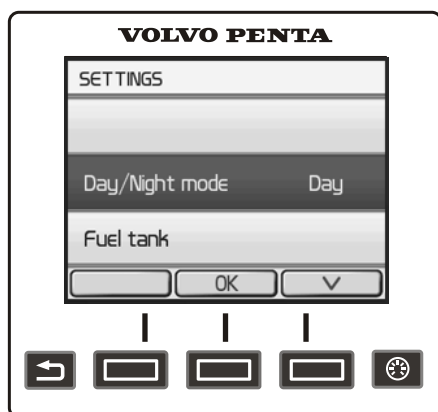 VOLVO PENTA
SETTINGS
Day/Night mode Day
Fuel tank
OK